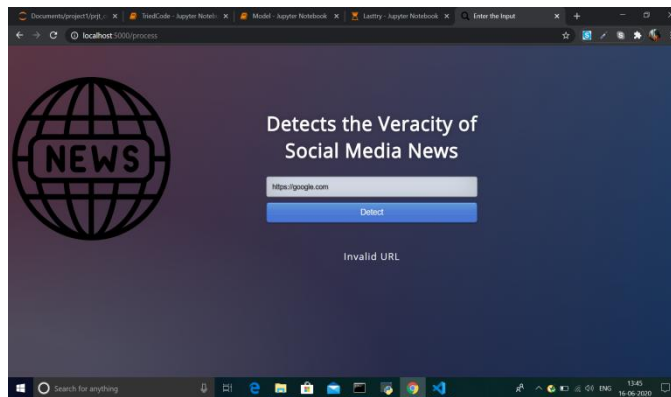 Documents/project1/prjt_
TriedCode - Jupyter Noteb
Model - Jupyter Notebook
Lasttry - Jupyter Notebook
Enter the Input
localhost:5000/process
NEWS
Detects the Veracity of
Social Media News
https://google.com
Detect
Invalid URL
Search for anything
ENG
13:45
16-06-2020